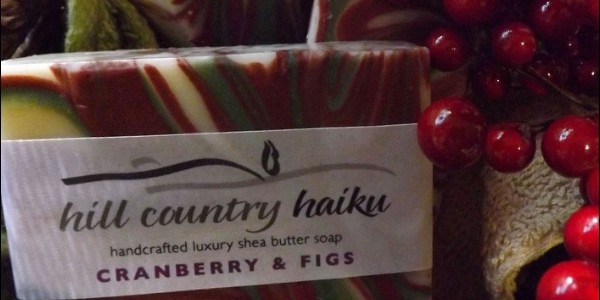 hill country haiku
handcrafted luxury shea butter soap
CRANBERRY & FIGS